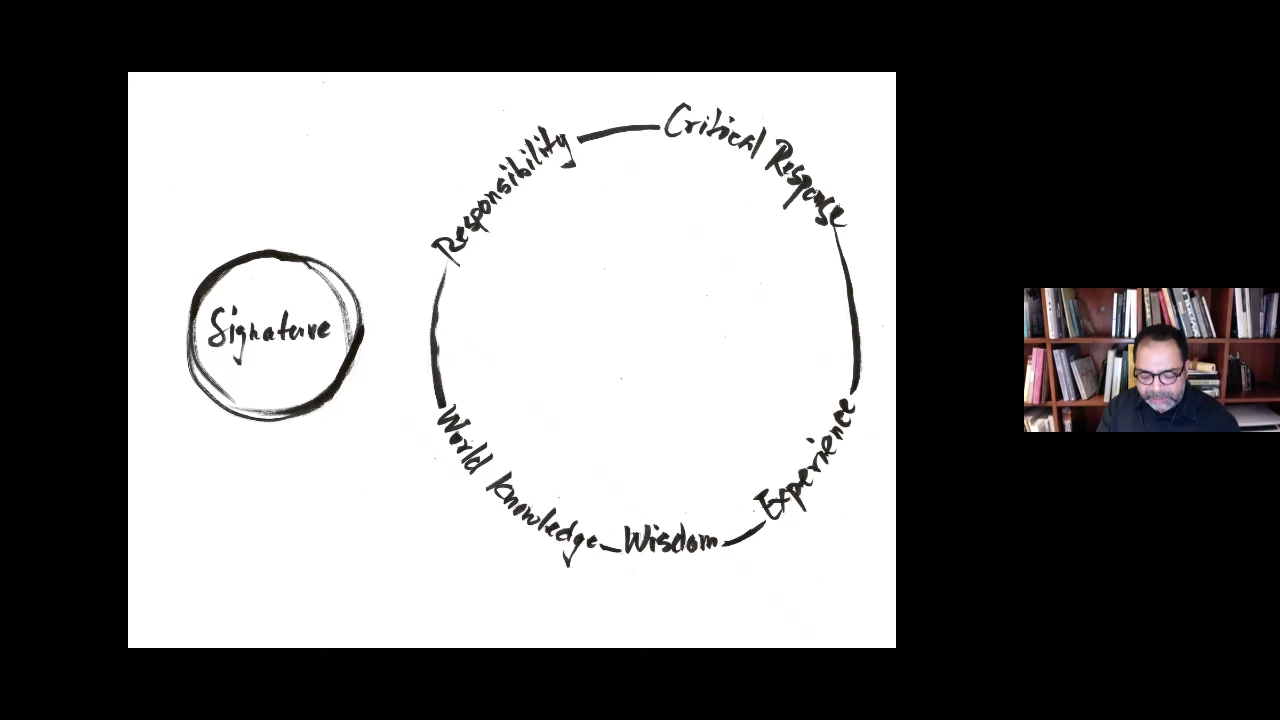 Signature
Responsibility
Critical Response
Experience
Wisdom
World Knowledge